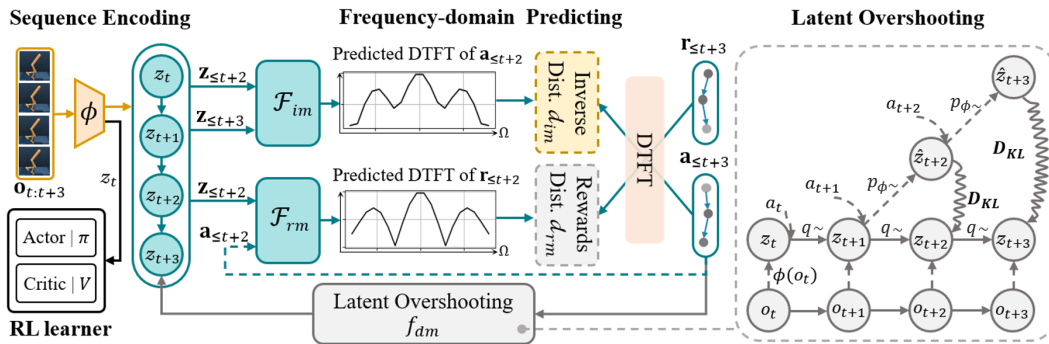 Sequence Encoding
Frequency-domain Predicting
Latent Overshooting
ϕ
o_{t:t+3}
z_t
Actor | π
Critic | V
RL learner
z_t
z_{t+1}
z_{t+2}
z_{t+3}
z_{≤t+2}
z_{≤t+3}
z_{≤t+2}
a_{≤t+2}
ℱ_{im}
ℱ_{rm}
Predicted DTFT of a_{≤t+2}
Ω
Predicted DTFT of r_{≤t+2}
Ω
Inverse
Dist. d_{im}
Rewards
Dist. d_{rm}
DTFT
r_{≤t+3}
a_{≤t+3}
Latent Overshooting
f_{dm}
ẑ_{t+3}
a_{t+2}
p_{ϕ~}
D_{KL}
ẑ_{t+2}
a_{t+1}
p_{ϕ~}
D_{KL}
a_t
q~
q~
q~
z_t
z_{t+1}
z_{t+2}
z_{t+3}
ϕ(o_t)
o_t
o_{t+1}
o_{t+2}
o_{t+3}